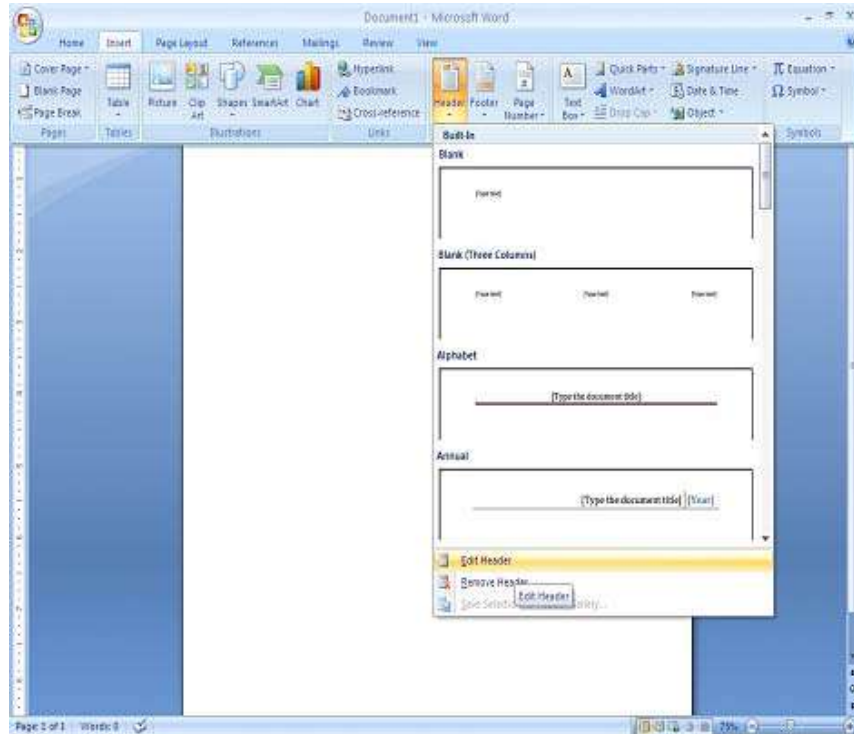 Document1 - Microsoft Word
Home Insert Page Layout References Mailings Review View
Cover Page
Blank Page
Page Break
Pages
Table
Tables
Picture Clip Art Shapes SmartArt Chart
Illustrations
Hyperlink
Bookmark
Cross-reference
Links
Header Footer Page Number
Text Box
Quick Parts
WordArt
Drop Cap
Signature Line
Date & Time
Object
Equation
Symbol
Symbols
Built-In
Blank
Blank (Three Columns)
Alphabet
[Type the document title]
Annual
[Type the document title] [Year]
Edit Header
Remove Header
Edit Header
Save
Page: 1 of 1 Words: 0
75%